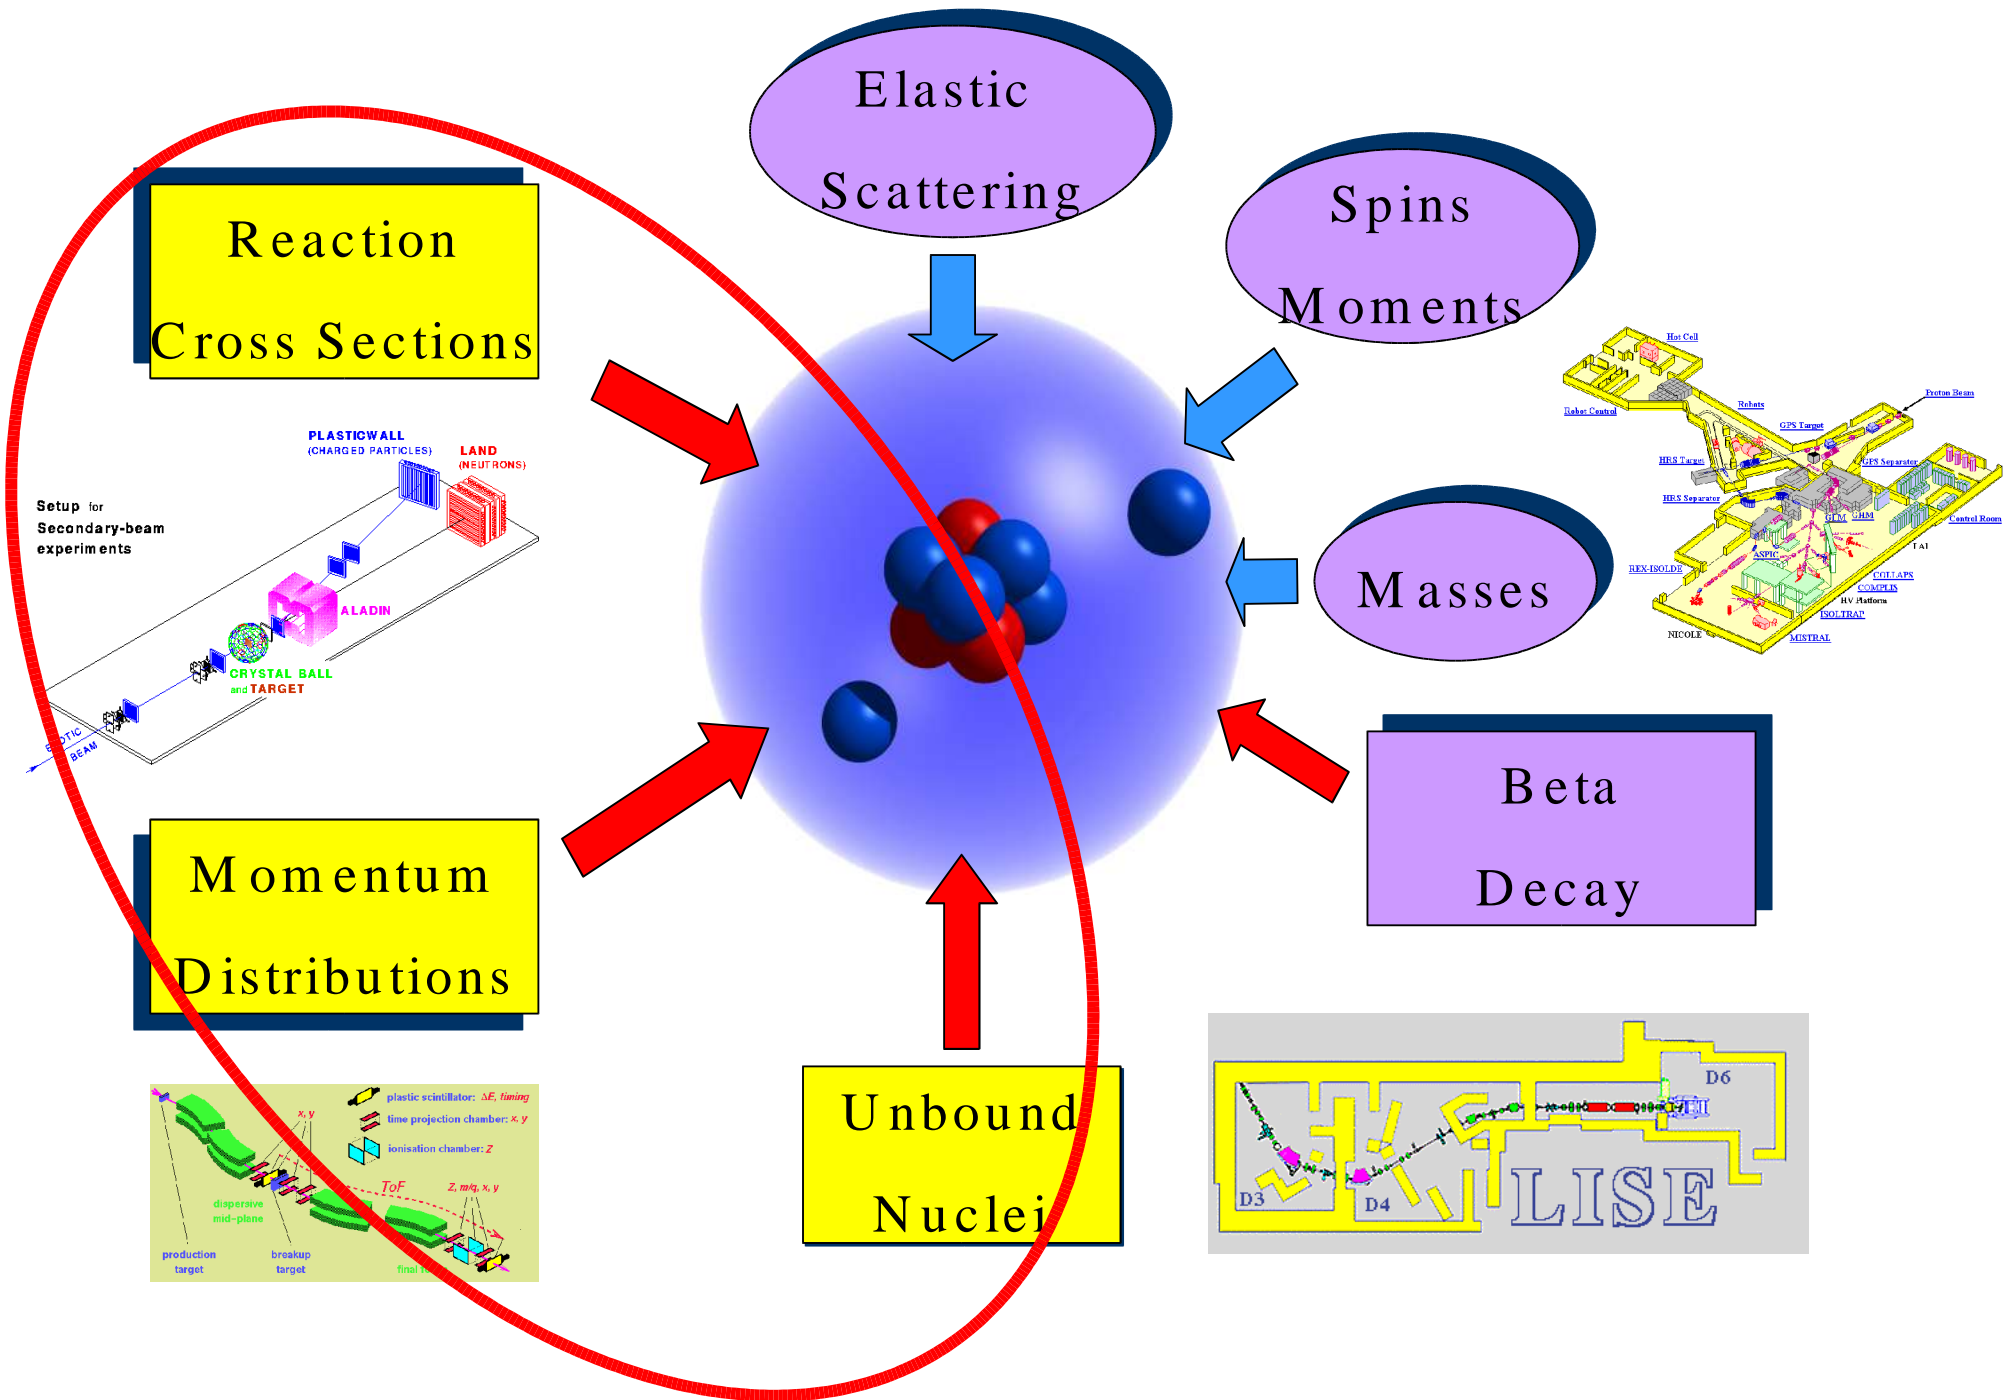 Elastic
Scattering
Spins
Moments
Reaction
Cross Sections
Masses
Beta
Decay
Momentum
Distributions
Unbound
Nuclei
PLASTICWALL
(CHARGED PARTICLES)
LAND
(NEUTRONS)
Setup for
Secondary-beam
experiments
ALADIN
CRYSTAL BALL
and TARGET
EXOTIC
BEAM
Hot Cell
Robot Control
Robots
Proton Beam
GPS Target
HRS Target
GPS Separator
HRS Separator
GLM
GHM
Control Room
ASPIC
REX-ISOLDE
COLLAPS
COMPLIS
HV Platform
ISOLTRAP
NICOLE
MISTRAL
plastic scintillator: ΔE, timing
time projection chamber: x, y
ionisation chamber: Z
x, y
ToF
Z, m/q, x, y
dispersive
mid-plane
production
target
breakup
target
final
D6
D3
D4
LISE